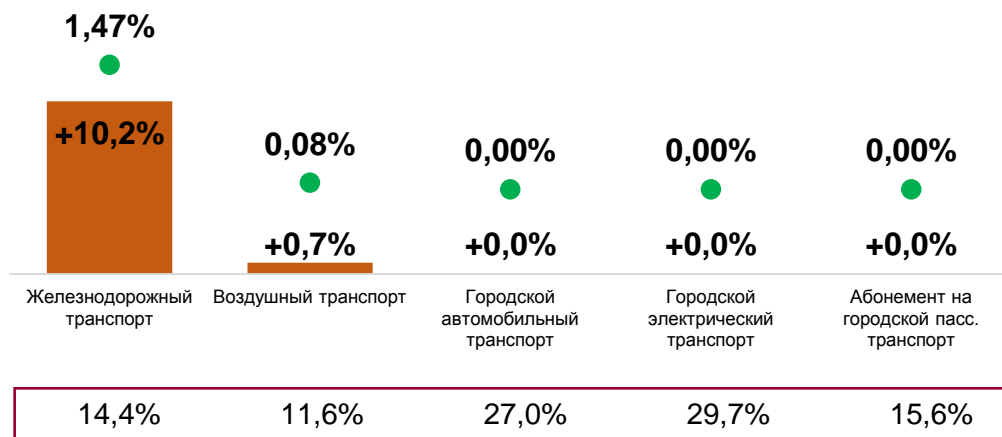 1,47%
+10,2%
0,08%
0,00%
0,00%
0,00%
+0,7%
+0,0%
+0,0%
+0,0%
Железнодорожный
транспорт
Воздушный транспорт
Городской
автомобильный
транспорт
Городской
электрический
транспорт
Абонемент на
городской пасс.
транспорт
14,4%
11,6%
27,0%
29,7%
15,6%